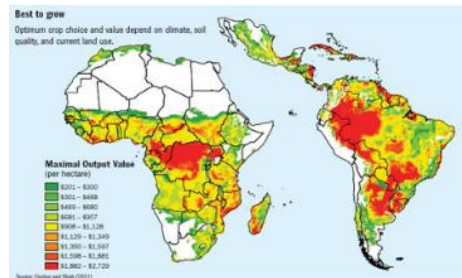 Best to grow
Optimum crop choice and value depend on climate, soil
quality, and current land use.
Maximal Output Value
(per hectare)
$201 – $300
$301 – $468
$469 – $680
$681 – $907
$908 – $1,128
$1,129 – $1,349
$1,350 – $1,597
$1,598 – $1,881
$1,882 – $2,729
Source: